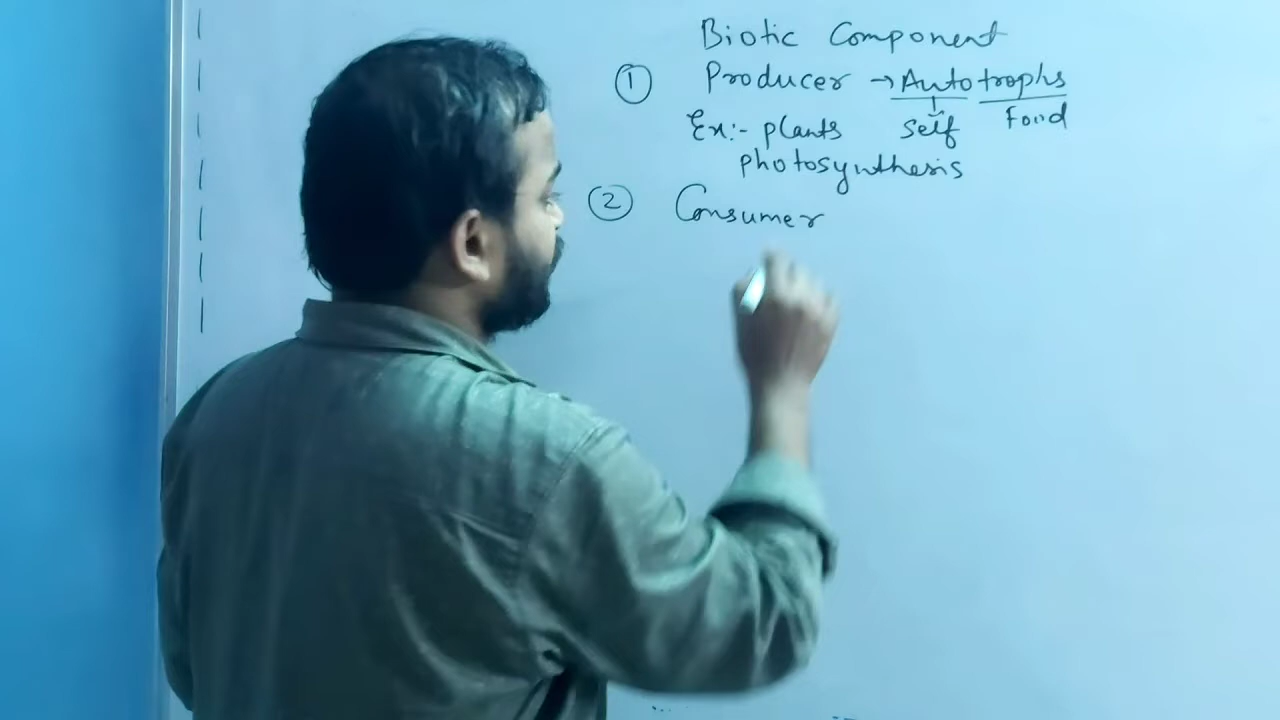 Biotic Component
① Producer → Autotrophs
Self Food
Ex:- plants
photosynthesis
② Consumer